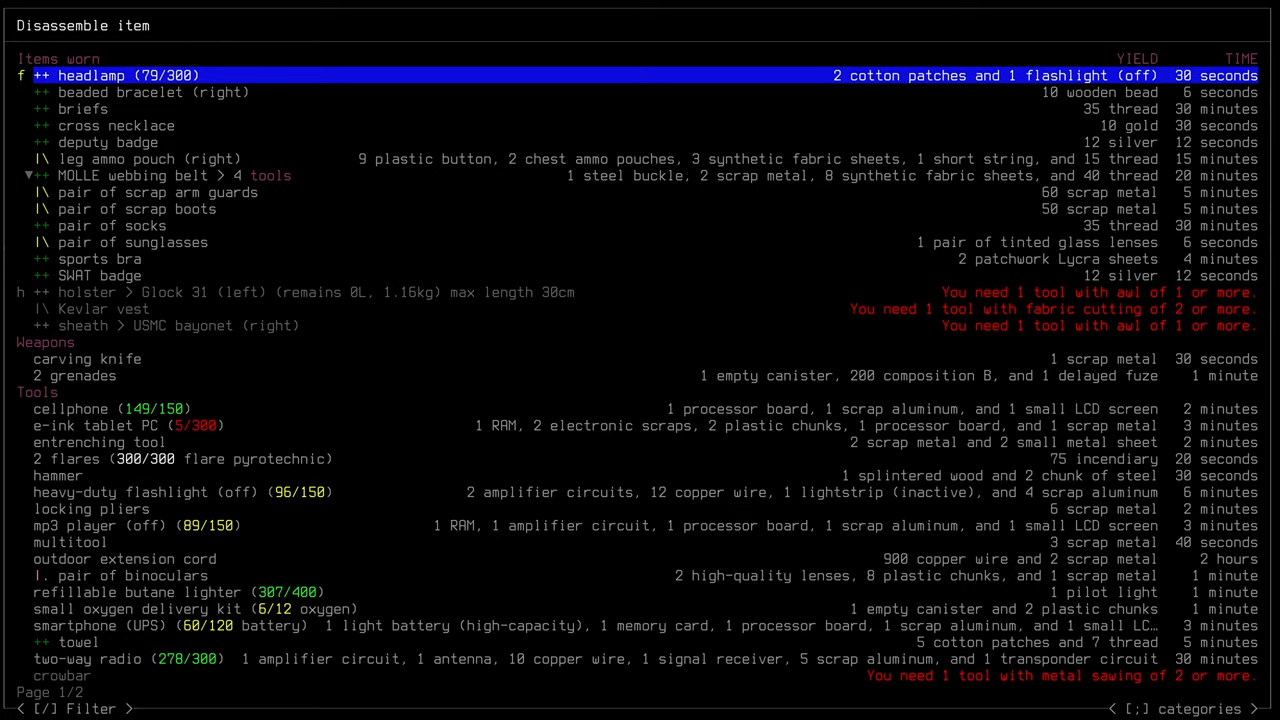 Disassemble item
Items worn YIELD TIME
f ++ headlamp (79/300) 2 cotton patches and 1 flashlight (off) 30 seconds
++ beaded bracelet (right) 10 wooden bead 6 seconds
++ briefs 35 thread 30 minutes
++ cross necklace 10 gold 30 seconds
++ deputy badge 12 silver 12 seconds
|\ leg ammo pouch (right) 9 plastic button, 2 chest ammo pouches, 3 synthetic fabric sheets, 1 short string, and 15 thread 15 minutes
▼++ MOLLE webbing belt > 4 tools 1 steel buckle, 2 scrap metal, 8 synthetic fabric sheets, and 40 thread 20 minutes
|\ pair of scrap arm guards 60 scrap metal 5 minutes
|\ pair of scrap boots 50 scrap metal 5 minutes
++ pair of socks 35 thread 30 minutes
|\ pair of sunglasses 1 pair of tinted glass lenses 6 seconds
++ sports bra 2 patchwork Lycra sheets 4 minutes
++ SWAT badge 12 silver 12 seconds
h ++ holster > Glock 31 (left) (remains 0L, 1.16kg) max length 30cm You need 1 tool with awl of 1 or more.
|\ Kevlar vest You need 1 tool with fabric cutting of 2 or more.
++ sheath > USMC bayonet (right) You need 1 tool with awl of 1 or more.
Weapons
carving knife 1 scrap metal 30 seconds
2 grenades 1 empty canister, 200 composition B, and 1 delayed fuze 1 minute
Tools
cellphone (149/150) 1 processor board, 1 scrap aluminum, and 1 small LCD screen 2 minutes
e-ink tablet PC (5/300) 1 RAM, 2 electronic scraps, 2 plastic chunks, 1 processor board, and 1 scrap metal 3 minutes
entrenching tool 2 scrap metal and 2 small metal sheet 2 minutes
2 flares (300/300 flare pyrotechnic) 75 incendiary 20 seconds
hammer 1 splintered wood and 2 chunk of steel 30 seconds
heavy-duty flashlight (off) (96/150) 2 amplifier circuits, 12 copper wire, 1 lightstrip (inactive), and 4 scrap aluminum 6 minutes
locking pliers 6 scrap metal 2 minutes
mp3 player (off) (89/150) 1 RAM, 1 amplifier circuit, 1 processor board, 1 scrap aluminum, and 1 small LCD screen 3 minutes
multitool 3 scrap metal 40 seconds
outdoor extension cord 900 copper wire and 2 scrap metal 2 hours
|. pair of binoculars 2 high-quality lenses, 8 plastic chunks, and 1 scrap metal 1 minute
refillable butane lighter (307/400) 1 pilot light 1 minute
small oxygen delivery kit (6/12 oxygen) 1 empty canister and 2 plastic chunks 1 minute
smartphone (UPS) (60/120 battery) 1 light battery (high-capacity), 1 memory card, 1 processor board, 1 scrap aluminum, and 1 small LC… 3 minutes
++ towel 5 cotton patches and 7 thread 5 minutes
two-way radio (278/300) 1 amplifier circuit, 1 antenna, 10 copper wire, 1 signal receiver, 5 scrap aluminum, and 1 transponder circuit 30 minutes
crowbar You need 1 tool with metal sawing of 2 or more.
Page 1/2
< [/] Filter > < [;] categories >